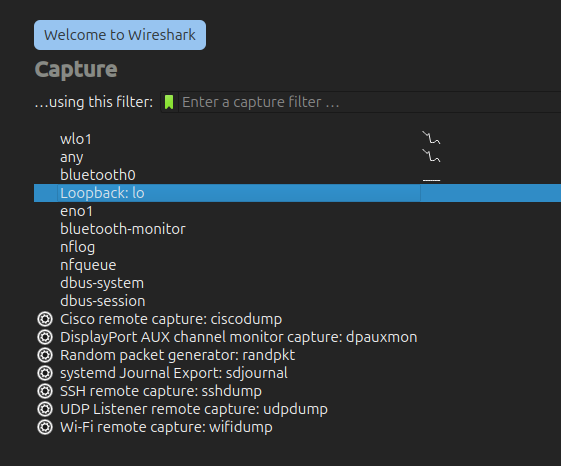 Welcome to Wireshark
Capture
...using this filter: Enter a capture filter ...
wlo1
any
bluetooth0
Loopback: lo
eno1
bluetooth-monitor
nflog
nfqueue
dbus-system
dbus-session
Cisco remote capture: ciscodump
DisplayPort AUX channel monitor capture: dpauxmon
Random packet generator: randpkt
systemd Journal Export: sdjournal
SSH remote capture: sshdump
UDP Listener remote capture: udpdump
Wi-Fi remote capture: wifidump